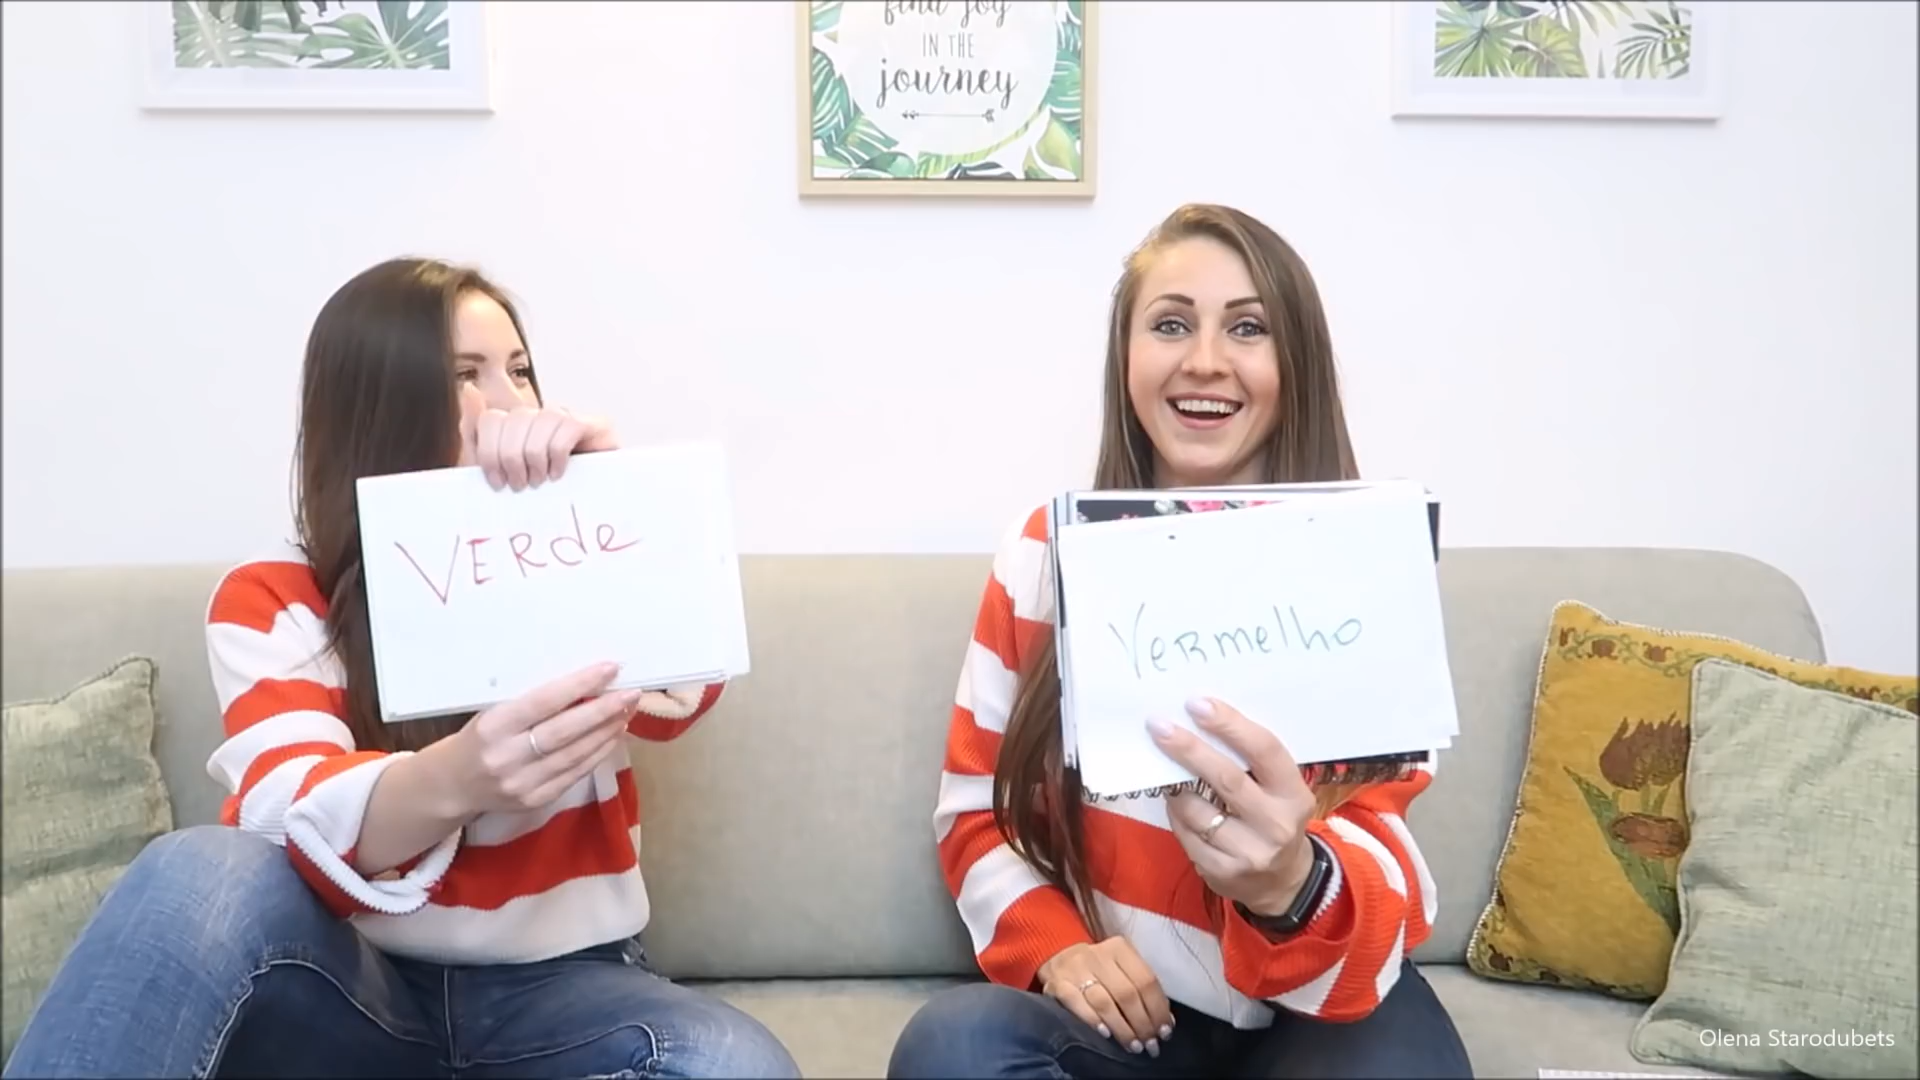 find joy
IN THE
journey
VERde
Vermelho
Olena Starodubets